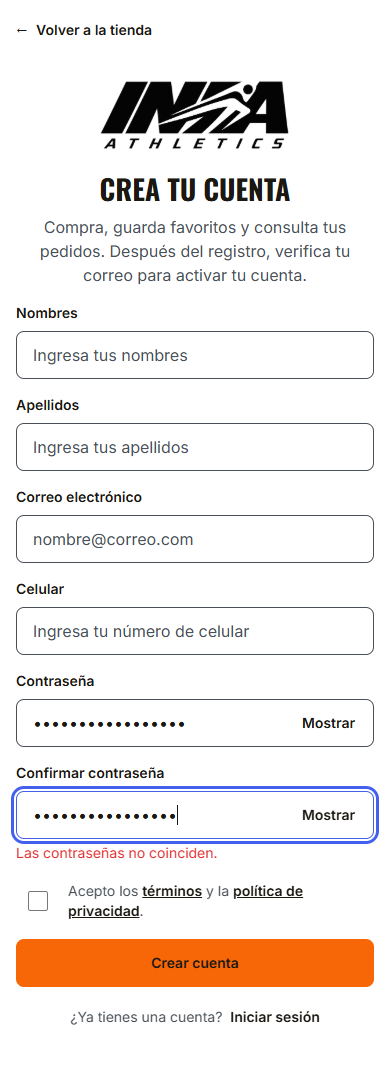 ← Volver a la tienda
INZA
ATHLETICS
CREA TU CUENTA
Compra, guarda favoritos y consulta tus
pedidos. Después del registro, verifica tu
correo para activar tu cuenta.
Nombres
Ingresa tus nombres
Apellidos
Ingresa tus apellidos
Correo electrónico
nombre@correo.com
Celular
Ingresa tu número de celular
Contraseña
••••••••••••••••• Mostrar
Confirmar contraseña
•••••••••••••••• Mostrar
Las contraseñas no coinciden.
Acepto los términos y la política de
privacidad.
Crear cuenta
¿Ya tienes una cuenta? Iniciar sesión